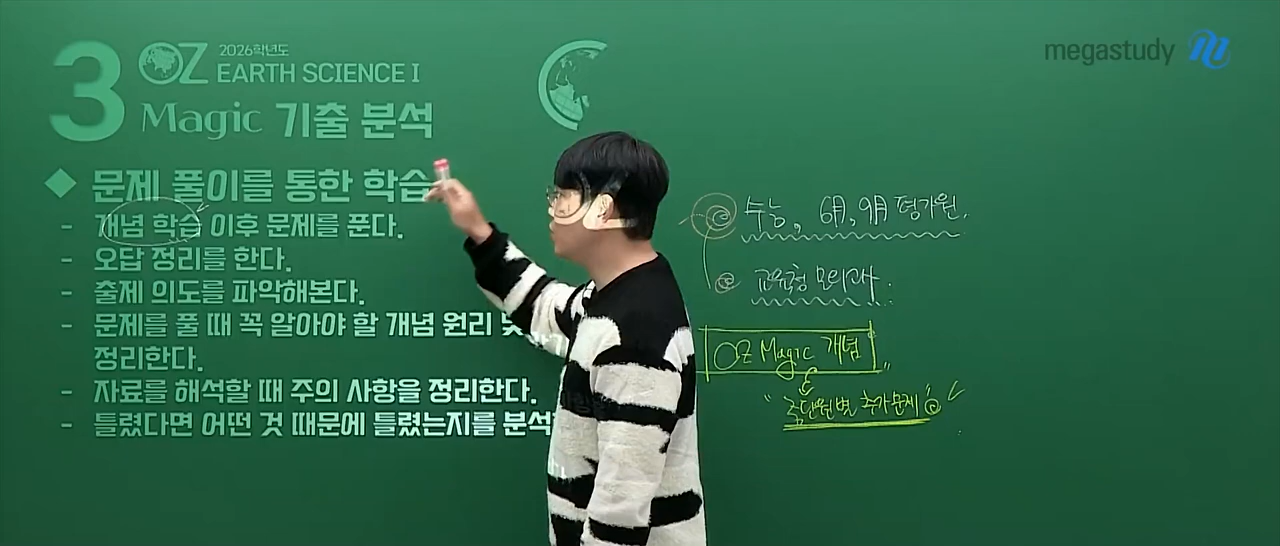 megastudy
3
OZ 2026학년도
EARTH SCIENCE I
Magic 기출 분석
◆ 문제 풀이를 통한 학습
- 개념 학습 이후 문제를 푼다.
- 오답 정리를 한다.
- 출제 의도를 파악해본다.
- 문제를 풀 때 꼭 알아야 할 개념 원리 및
정리한다.
- 자료를 해석할 때 주의 사항을 정리한다.
- 틀렸다면 어떤 것 때문에 틀렸는지를 분석
수능, 6月, 9月 평가원.
교육청 모의고사.
OZ Magic 개념
"중단원별 추가문제"